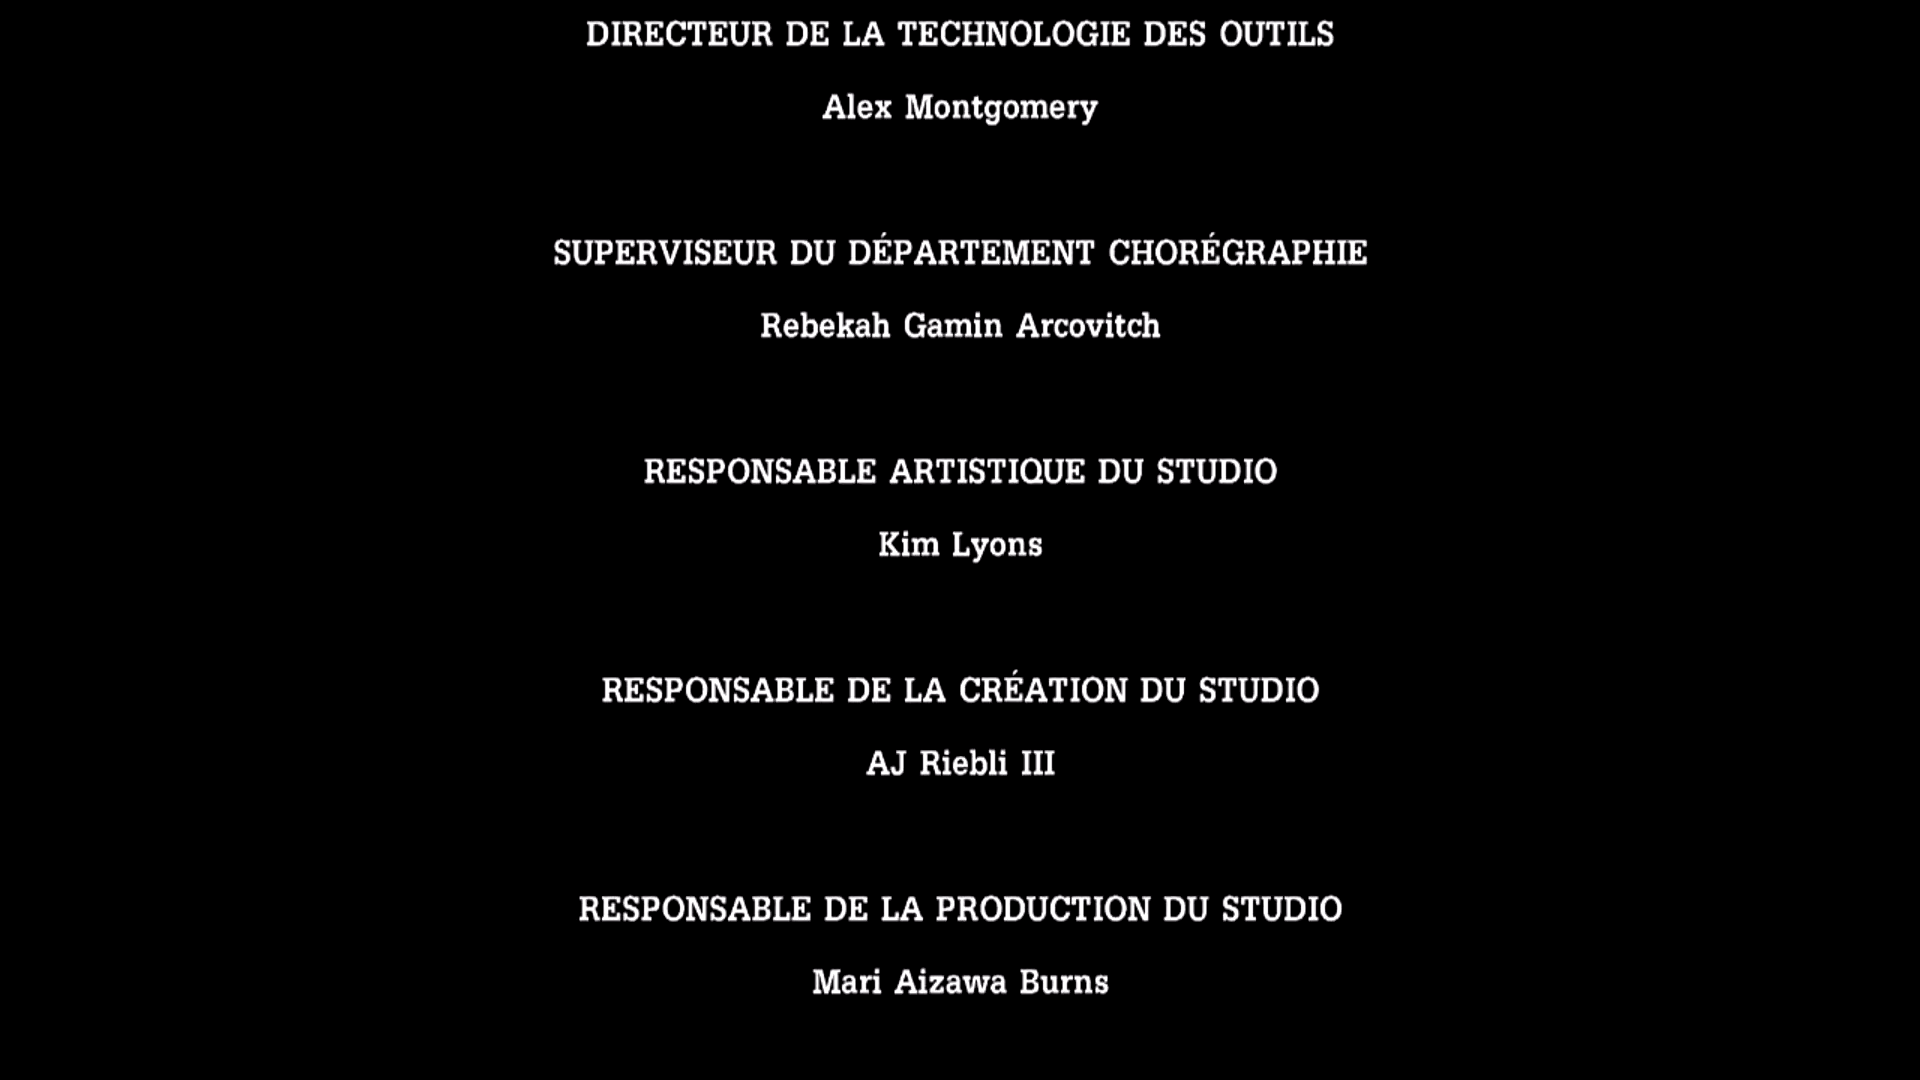 DIRECTEUR DE LA TECHNOLOGIE DES OUTILS
Alex Montgomery
SUPERVISEUR DU DÉPARTEMENT CHORÉGRAPHIE
Rebekah Gamin Arcovitch
RESPONSABLE ARTISTIQUE DU STUDIO
Kim Lyons
RESPONSABLE DE LA CRÉATION DU STUDIO
AJ Riebli III
RESPONSABLE DE LA PRODUCTION DU STUDIO
Mari Aizawa Burns